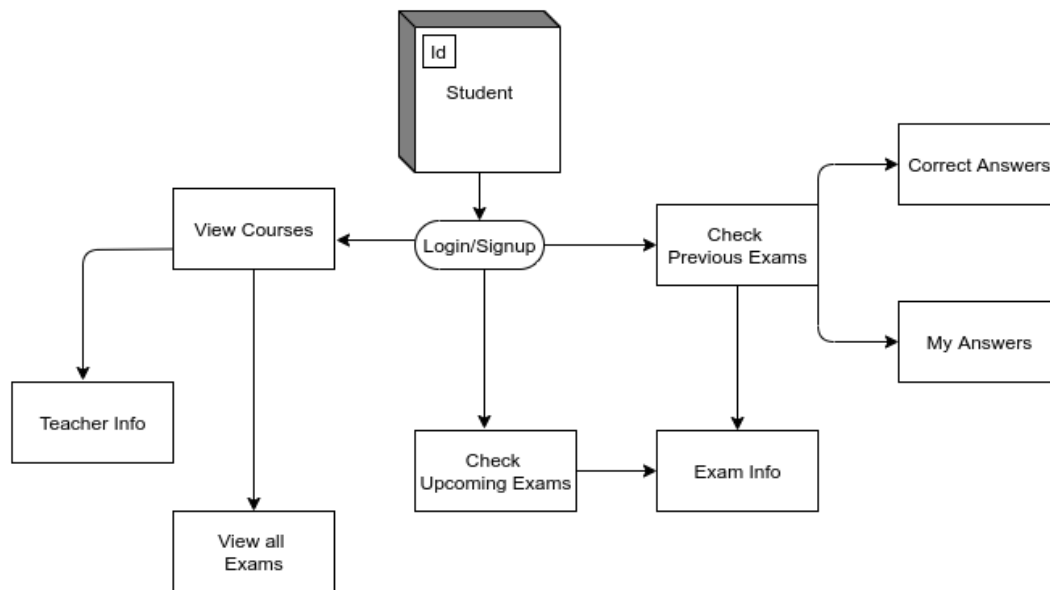 Id
Student
Correct Answers
View Courses
Login/Signup
Check
Previous Exams
My Answers
Teacher Info
Check
Upcoming Exams
Exam Info
View all
Exams